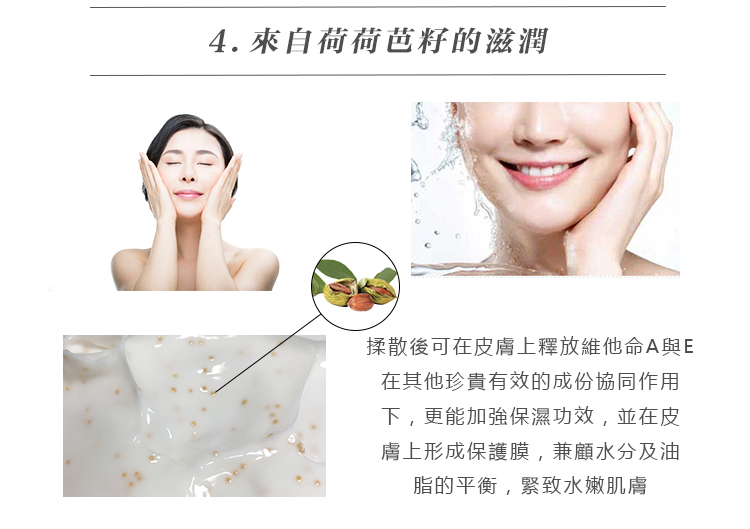 4. 來自荷荷芭籽的滋潤
揉散後可在皮膚上釋放維他命A與E
在其他珍貴有效的成份協同作用
下，更能加強保濕功效，並在皮
膚上形成保護膜，兼顧水分及油
脂的平衡，緊致水嫩肌膚